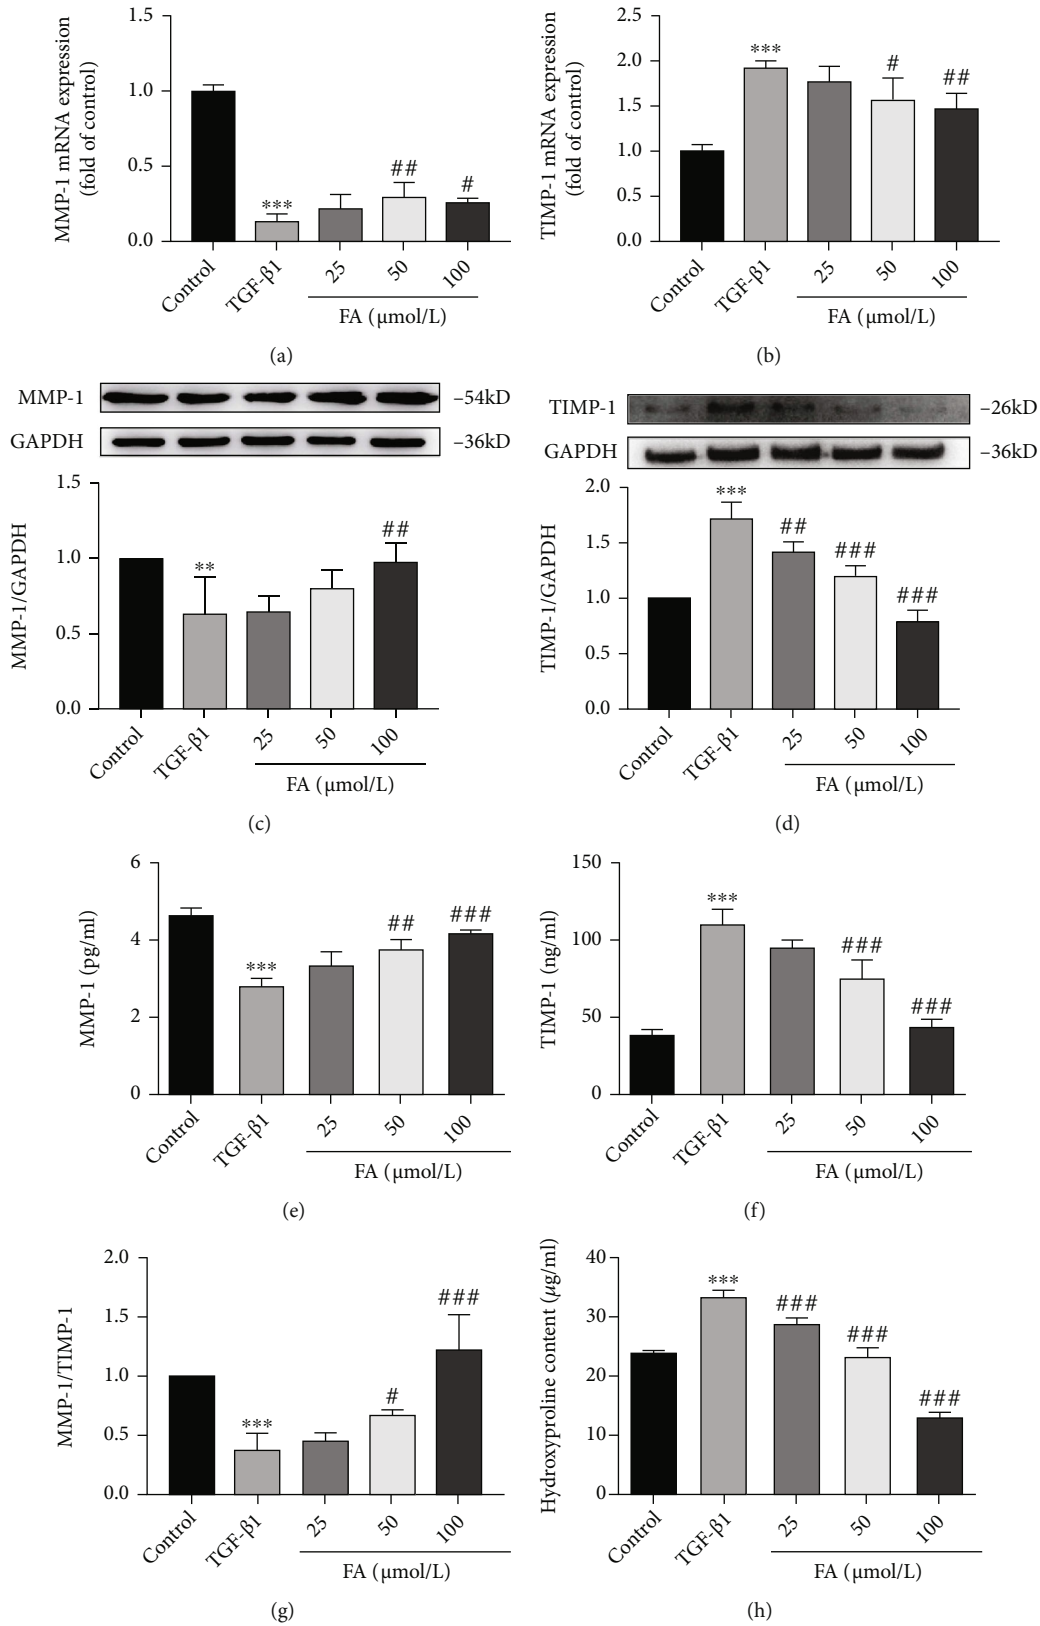 MMP-1 mRNA expression
(fold of control)
1.5
1.0
0.5
0.0
***
##
#
Control
TGF-β1
25
50
100
FA (μmol/L)
(a)
TIMP-1 mRNA expression
(fold of control)
2.5
2.0
1.5
1.0
0.5
0.0
***
#
##
Control
TGF-β1
25
50
100
FA (μmol/L)
(b)
MMP-1
–54kD
GAPDH
–36kD
MMP-1/GAPDH
1.5
1.0
0.5
0.0
**
##
Control
TGF-β1
25
50
100
FA (μmol/L)
(c)
TIMP-1
–26kD
GAPDH
–36kD
TIMP-1/GAPDH
2.0
1.5
1.0
0.5
0.0
***
##
###
###
Control
TGF-β1
25
50
100
FA (μmol/L)
(d)
MMP-1 (pg/ml)
6
4
2
0
***
##
###
Control
TGF-β1
25
50
100
FA (μmol/L)
(e)
TIMP-1 (ng/ml)
150
100
50
0
***
###
###
Control
TGF-β1
25
50
100
FA (μmol/L)
(f)
MMP-1/TIMP-1
2.0
1.5
1.0
0.5
0.0
***
#
###
Control
TGF-β1
25
50
100
FA (μmol/L)
(g)
Hydroxyproline content (μg/ml)
40
30
20
10
0
***
###
###
###
Control
TGF-β1
25
50
100
FA (μmol/L)
(h)